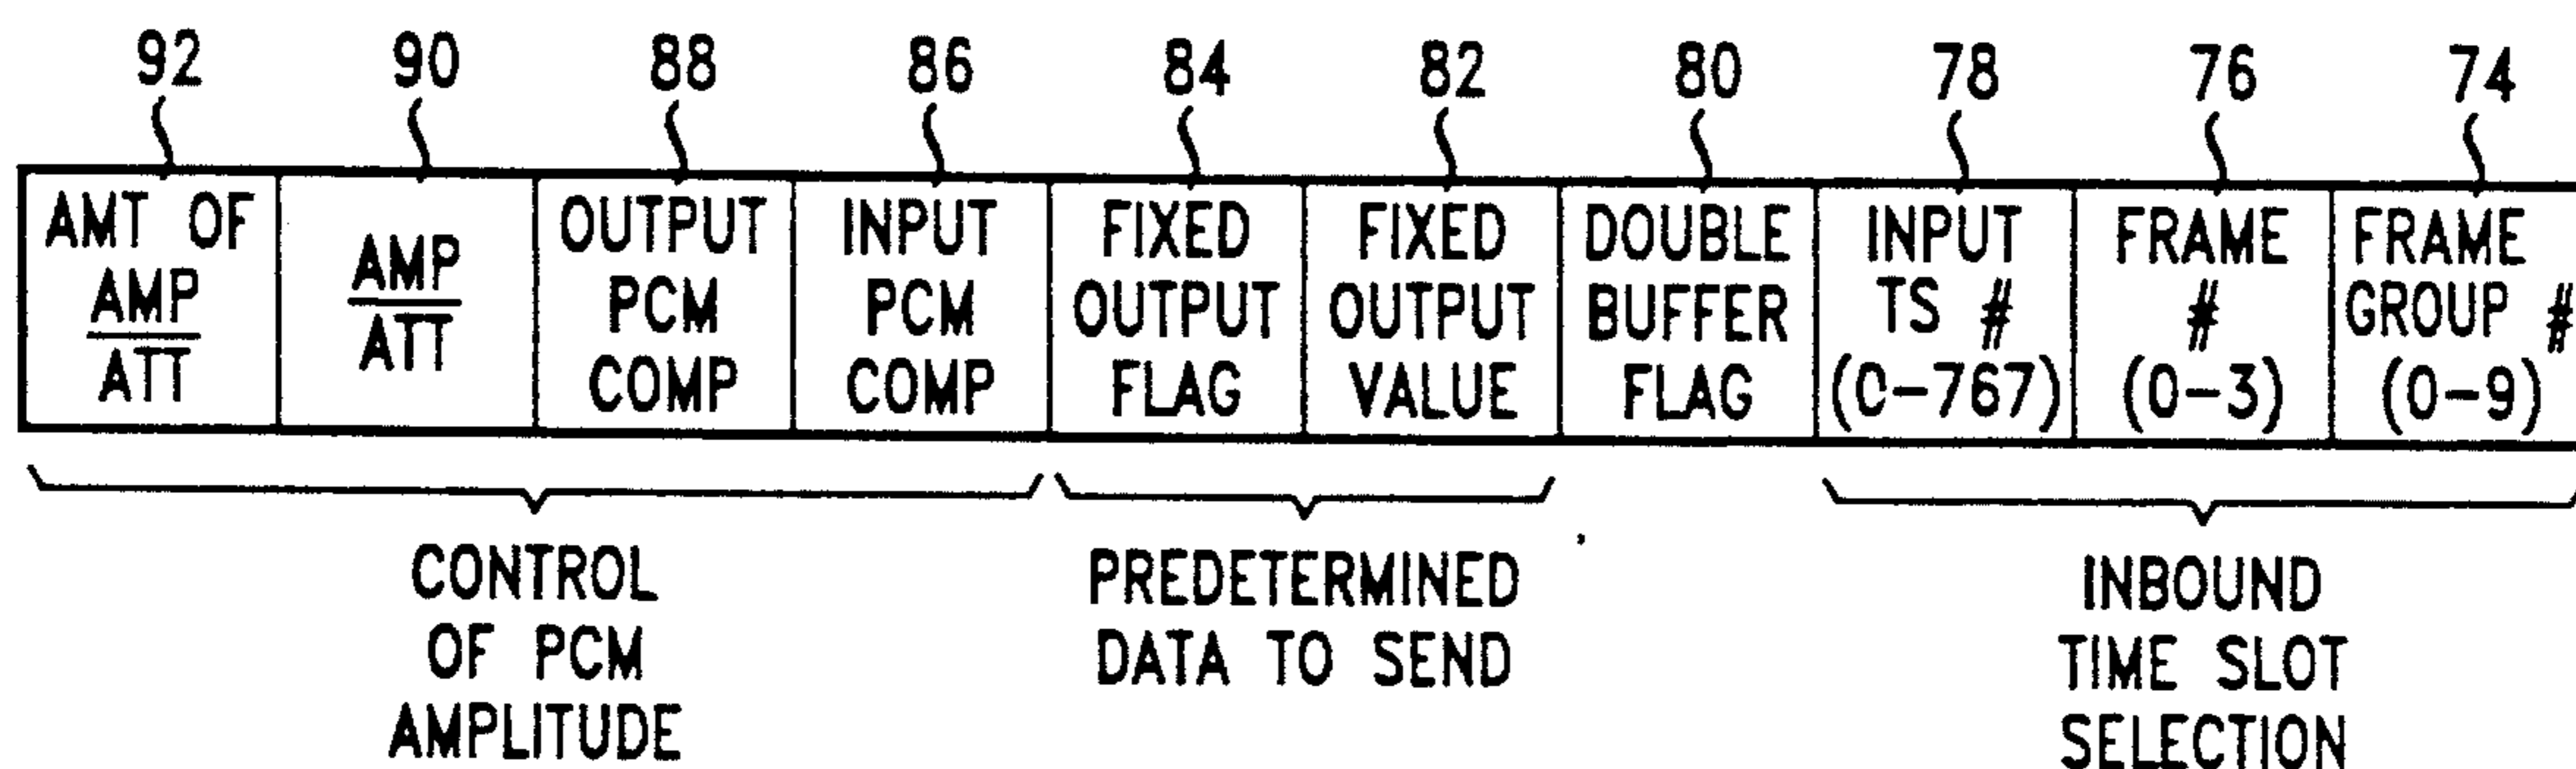 92 90 88 86 84 82 80 78 76 74
AMT OF
AMP
ATT
AMP
ATT
OUTPUT
PCM
COMP
INPUT
PCM
COMP
FIXED
OUTPUT
FLAG
FIXED
OUTPUT
VALUE
DOUBLE
BUFFER
FLAG
INPUT
TS #
(0-767)
FRAME
#
(0-3)
FRAME
GROUP #
(0-9)
CONTROL
OF PCM
AMPLITUDE
PREDETERMINED
DATA TO SEND
INBOUND
TIME SLOT
SELECTION